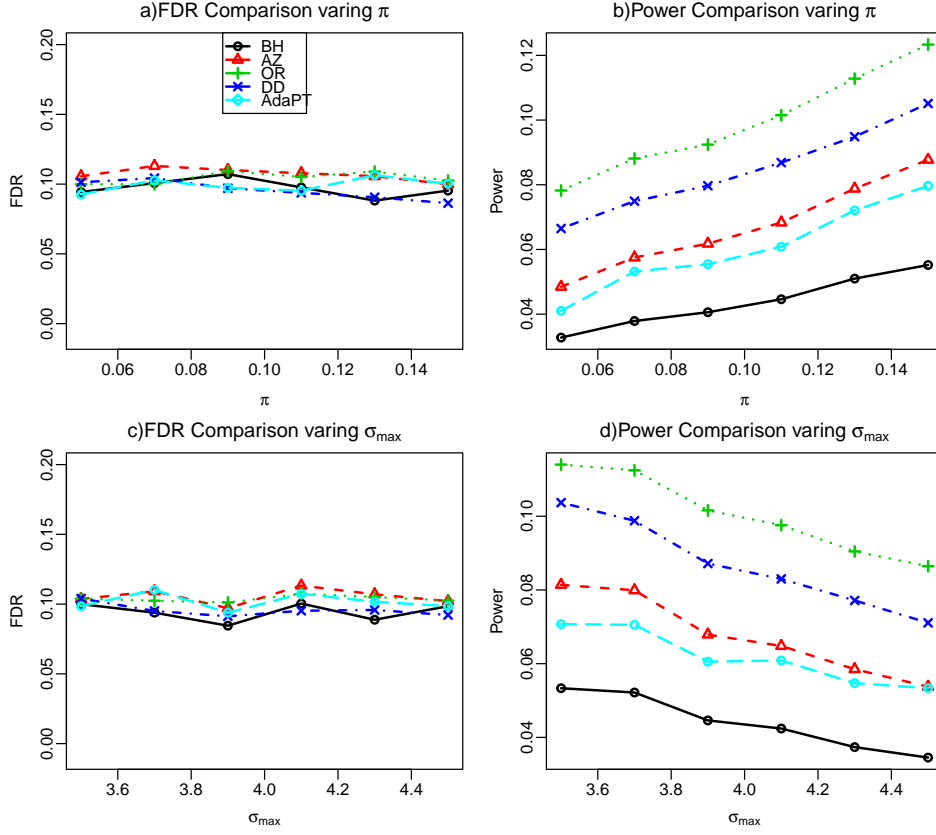 a)FDR Comparison varing π
BH
AZ
OR
DD
AdaPT
FDR
0.20
0.15
0.10
0.05
0.00
0.06 0.08 0.10 0.12 0.14
π
b)Power Comparison varing π
Power
0.12
0.10
0.08
0.06
0.04
0.06 0.08 0.10 0.12 0.14
π
c)FDR Comparison varing σmax
FDR
0.20
0.15
0.10
0.05
0.00
3.6 3.8 4.0 4.2 4.4
σmax
d)Power Comparison varing σmax
Power
0.10
0.08
0.06
0.04
3.6 3.8 4.0 4.2 4.4
σmax